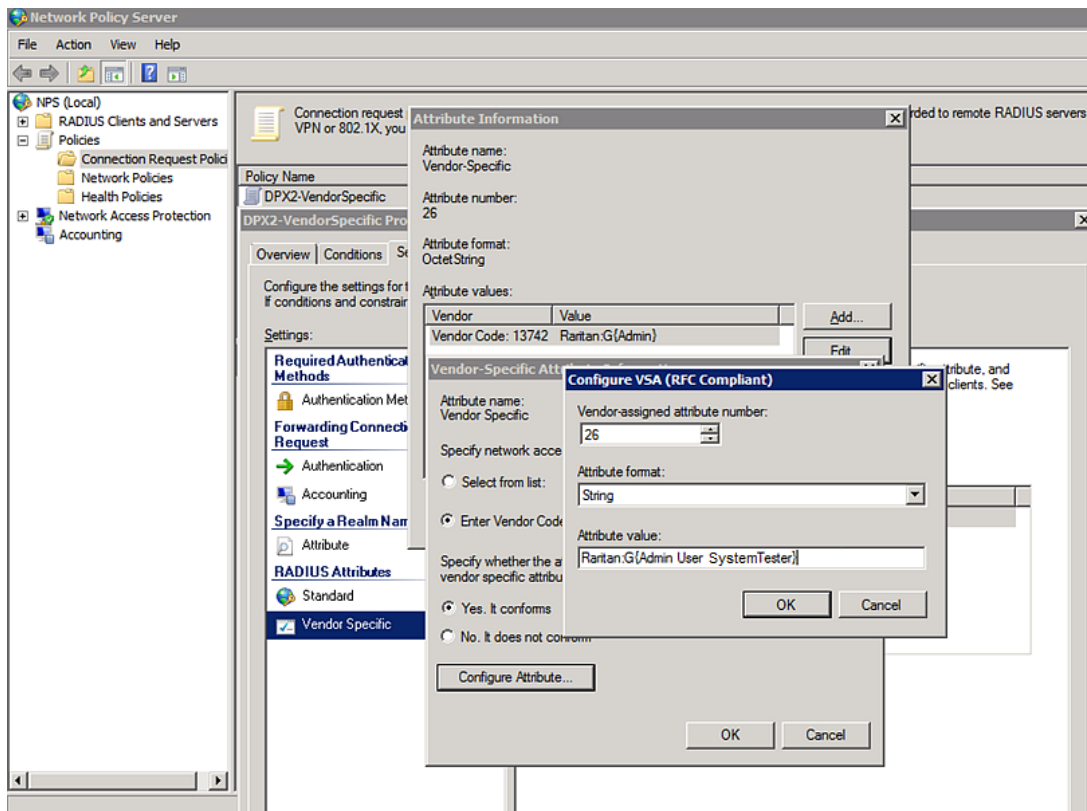 Network Policy Server
File Action View Help
NPS (Local)
RADIUS Clients and Servers
Policies
Connection Request Polici
Network Policies
Health Policies
Network Access Protection
Accounting
Connection request
VPN or 802.1X, you
rded to remote RADIUS servers
Policy Name
DPX2-VendorSpecific
DPX2-VendorSpecific Pro
Overview Conditions Se
Configure the settings for t
If conditions and constrain
Settings:
Required Authenticat
Methods
Authentication Met
Forwarding Connecti
Request
Authentication
Accounting
Specify a Realm Nam
Attribute
RADIUS Attributes
Standard
Vendor Specific
Attribute Information
Attribute name:
Vendor-Specific
Attribute number:
26
Attribute format:
OctetString
Attribute values:
Vendor Value
Vendor Code: 13742 Raritan:G{Admin}
Add...
Edit
tribute, and
clients. See
Vendor-Specific Att
Attribute name:
Vendor Specific
Specify network acce
Select from list:
Enter Vendor Code
Specify whether the a
vendor specific attribu
Yes. It conforms
No. It does not conform
Configure Attribute...
OK Cancel
Configure VSA (RFC Compliant)
Vendor-assigned attribute number:
26
Attribute format:
String
Attribute value:
Raritan:G{Admin User SystemTester}
OK Cancel